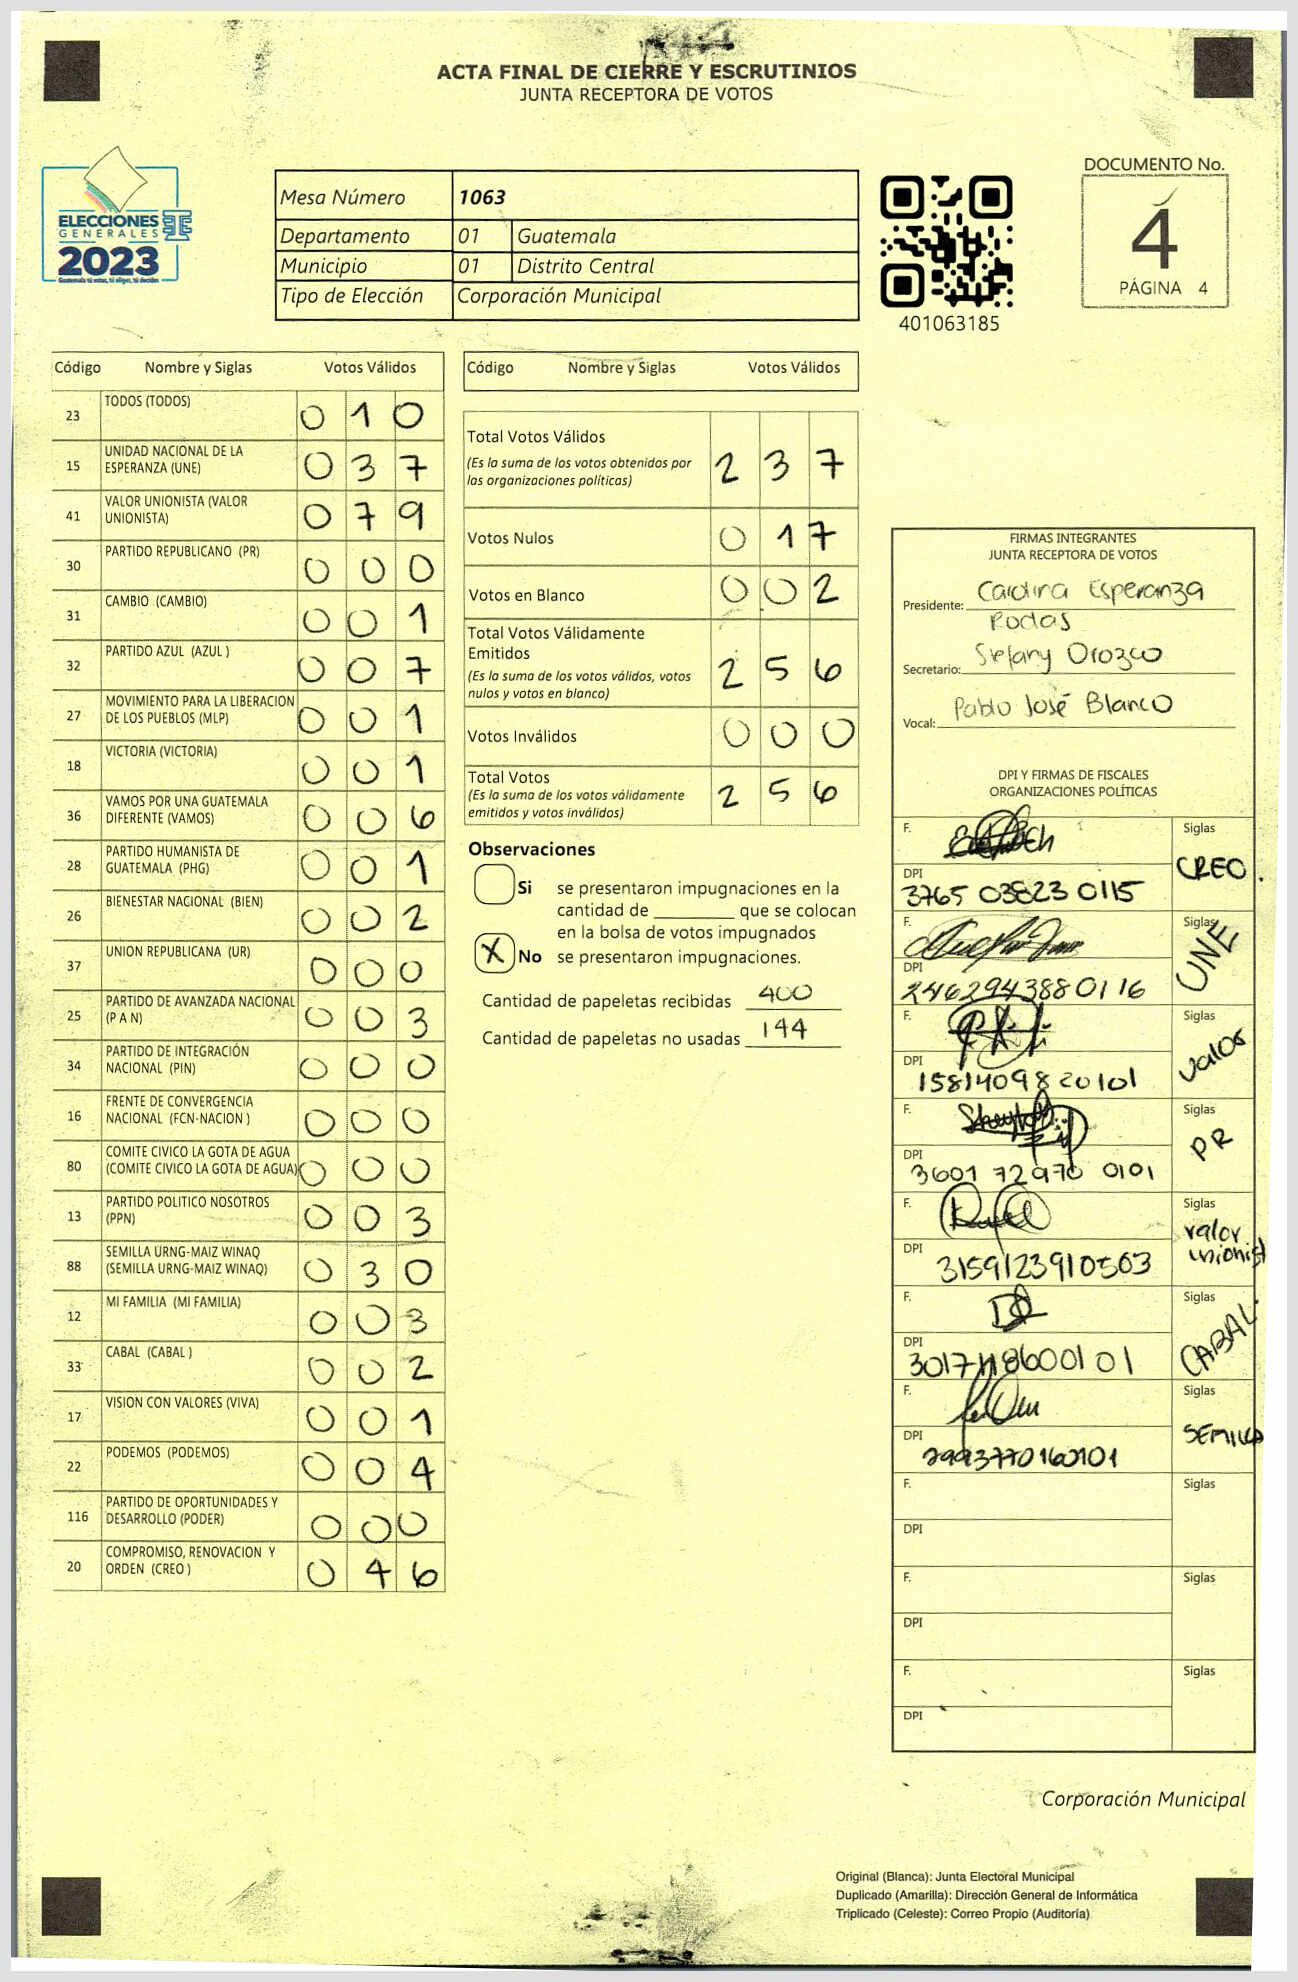 ACTA FINAL DE CIERRE Y ESCRUTINIOS
JUNTA RECEPTORA DE VOTOS
ELECCIONES
GENERALES
2023
Mesa Número 1063
Departamento 01 Guatemala
Municipio 01 Distrito Central
Tipo de Elección Corporación Municipal
401063185
DOCUMENTO No.
4
PÁGINA 4
Código Nombre y Siglas Votos Válidos
23 TODOS (TODOS) 0 1 0
15 UNIDAD NACIONAL DE LA
ESPERANZA (UNE) 0 3 7
41 VALOR UNIONISTA (VALOR
UNIONISTA) 0 7 9
30 PARTIDO REPUBLICANO (PR) 0 0 0
31 CAMBIO (CAMBIO) 0 0 1
32 PARTIDO AZUL (AZUL ) 0 0 7
27 MOVIMIENTO PARA LA LIBERACION
DE LOS PUEBLOS (MLP) 0 0 1
18 VICTORIA (VICTORIA) 0 0 1
36 VAMOS POR UNA GUATEMALA
DIFERENTE (VAMOS) 0 0 6
28 PARTIDO HUMANISTA DE
GUATEMALA (PHG) 0 0 1
26 BIENESTAR NACIONAL (BIEN) 0 0 2
37 UNION REPUBLICANA (UR) 0 0 0
25 PARTIDO DE AVANZADA NACIONAL
(P A N) 0 0 3
34 PARTIDO DE INTEGRACIÓN
NACIONAL (PIN) 0 0 0
16 FRENTE DE CONVERGENCIA
NACIONAL (FCN-NACION ) 0 0 0
80 COMITE CIVICO LA GOTA DE AGUA
(COMITE CIVICO LA GOTA DE AGUA) 0 0 0
13 PARTIDO POLITICO NOSOTROS
(PPN) 0 0 3
88 SEMILLA URNG-MAIZ WINAQ
(SEMILLA URNG-MAIZ WINAQ) 0 3 0
12 MI FAMILIA (MI FAMILIA) 0 0 3
33 CABAL (CABAL ) 0 0 2
17 VISION CON VALORES (VIVA) 0 0 1
22 PODEMOS (PODEMOS) 0 0 4
116 PARTIDO DE OPORTUNIDADES Y
DESARROLLO (PODER) 0 0 0
20 COMPROMISO, RENOVACION Y
ORDEN (CREO ) 0 4 6
Código Nombre y Siglas Votos Válidos
Total Votos Válidos
(Es la suma de los votos obtenidos por
las organizaciones políticas) 2 3 7
Votos Nulos 0 1 7
Votos en Blanco 0 0 2
Total Votos Válidamente
Emitidos
(Es la suma de los votos válidos, votos
nulos y votos en blanco) 2 5 6
Votos Inválidos 0 0 0
Total Votos
(Es la suma de los votos válidamente
emitidos y votos inválidos) 2 5 6
Observaciones
Si se presentaron impugnaciones en la
cantidad de ________ que se colocan
en la bolsa de votos impugnados
X No se presentaron impugnaciones.
Cantidad de papeletas recibidas 400
Cantidad de papeletas no usadas 144
FIRMAS INTEGRANTES
JUNTA RECEPTORA DE VOTOS
Presidente: Carolina Esperanza
Rodas
Secretario: Stefany Orozco
Vocal: Pablo José Blanco
DPI Y FIRMAS DE FISCALES
ORGANIZACIONES POLÍTICAS
F. Siglas
CREO.
DPI
3765 03823 0115
F. Siglas
UNE
DPI
2462943880116
F. Siglas
Valor
DPI
1581409820101
F. Siglas
PR
DPI
3601 72970 0101
F. Siglas
valor
unionist
DPI
3159123910503
F. Siglas
CABAL.
DPI
F. Siglas
SEMILLA
DPI
2993770160101
F. Siglas
DPI
F. Siglas
DPI
F. Siglas
DPI
Corporación Municipal
Original (Blanca): Junta Electoral Municipal
Duplicado (Amarilla): Dirección General de Informática
Triplicado (Celeste): Correo Propio (Auditoría)